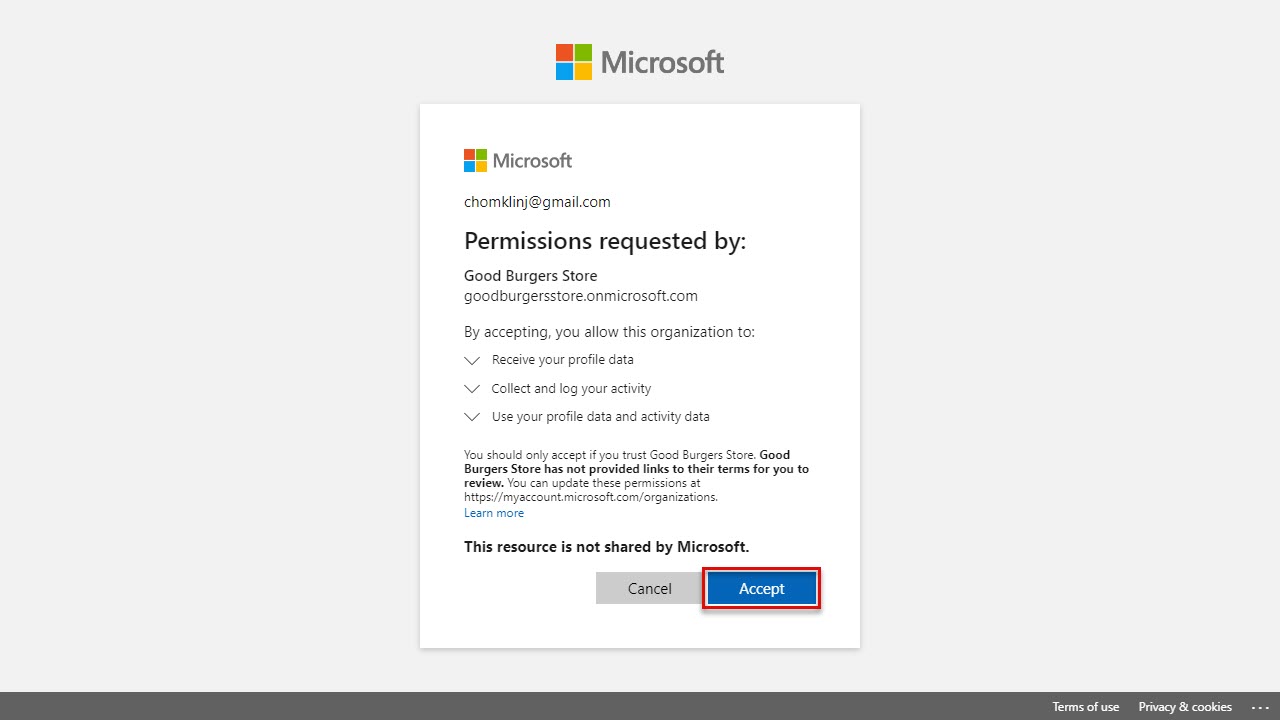 Microsoft
Microsoft
chomklinj@gmail.com
Permissions requested by:
Good Burgers Store
goodburgersstore.onmicrosoft.com
By accepting, you allow this organization to:
Receive your profile data
Collect and log your activity
Use your profile data and activity data
You should only accept if you trust Good Burgers Store. Good
Burgers Store has not provided links to their terms for you to
review. You can update these permissions at
https://myaccount.microsoft.com/organizations.
Learn more
This resource is not shared by Microsoft.
Cancel Accept
Terms of use Privacy & cookies ...